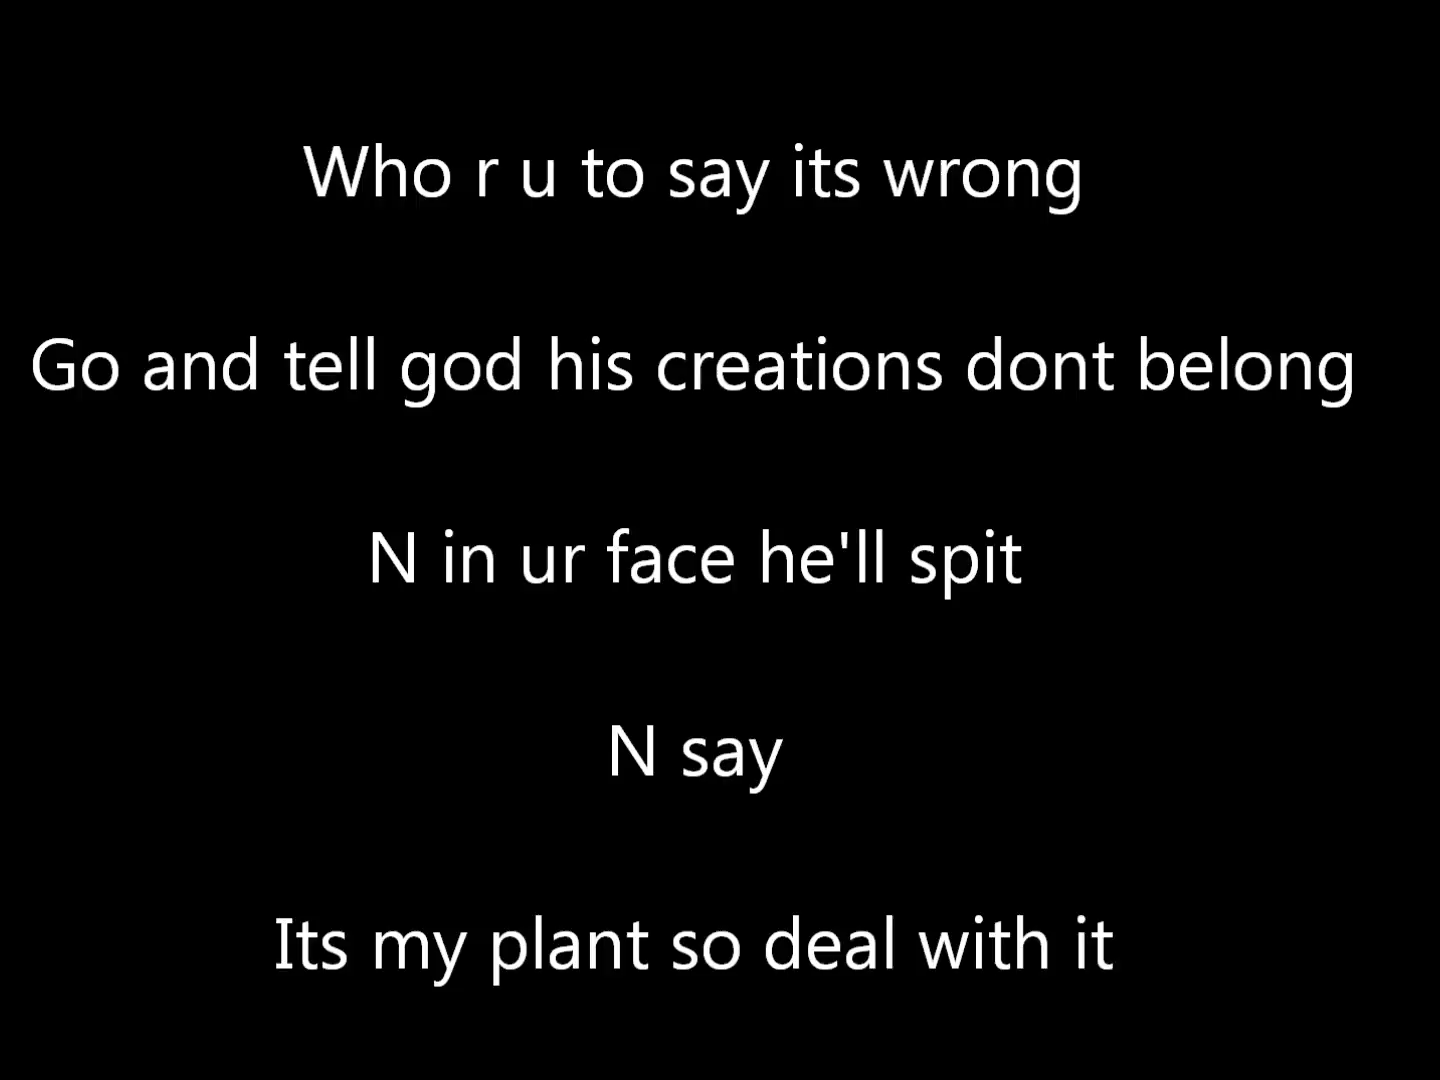 Who r u to say its wrong
Go and tell god his creations dont belong
N in ur face he'll spit
N say
Its my plant so deal with it